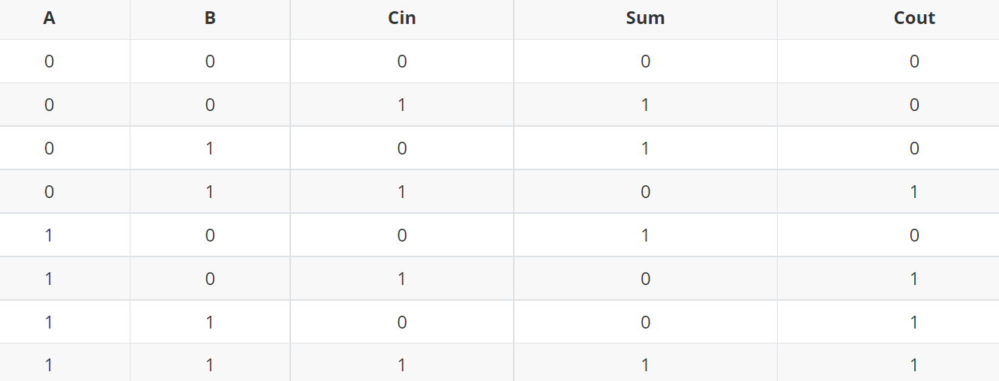 A B Cin Sum Cout
0 0 0 0 0
0 0 1 1 0
0 1 0 1 0
0 1 1 0 1
1 0 0 1 0
1 0 1 0 1
1 1 0 0 1
1 1 1 1 1